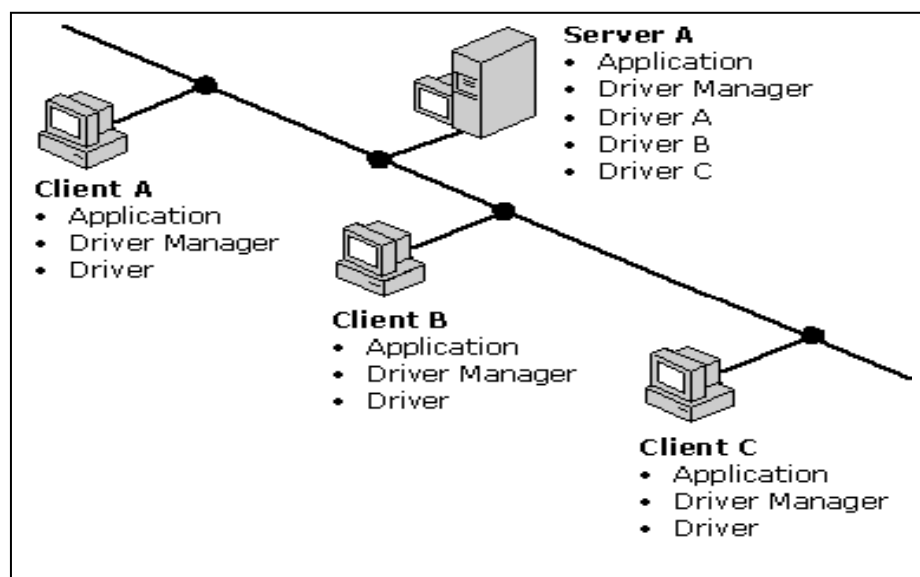 Server A
• Application
• Driver Manager
• Driver A
• Driver B
• Driver C
Client A
• Application
• Driver Manager
• Driver
Client B
• Application
• Driver Manager
• Driver
Client C
• Application
• Driver Manager
• Driver